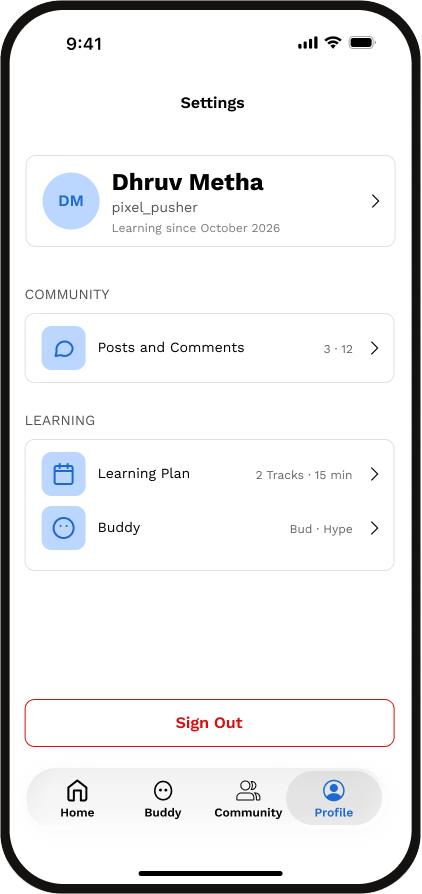 9:41
Settings
DM
Dhruv Metha
pixel_pusher
Learning since October 2026
COMMUNITY
Posts and Comments 3 · 12
LEARNING
Learning Plan 2 Tracks · 15 min
Buddy Bud · Hype
Sign Out
Home Buddy Community Profile